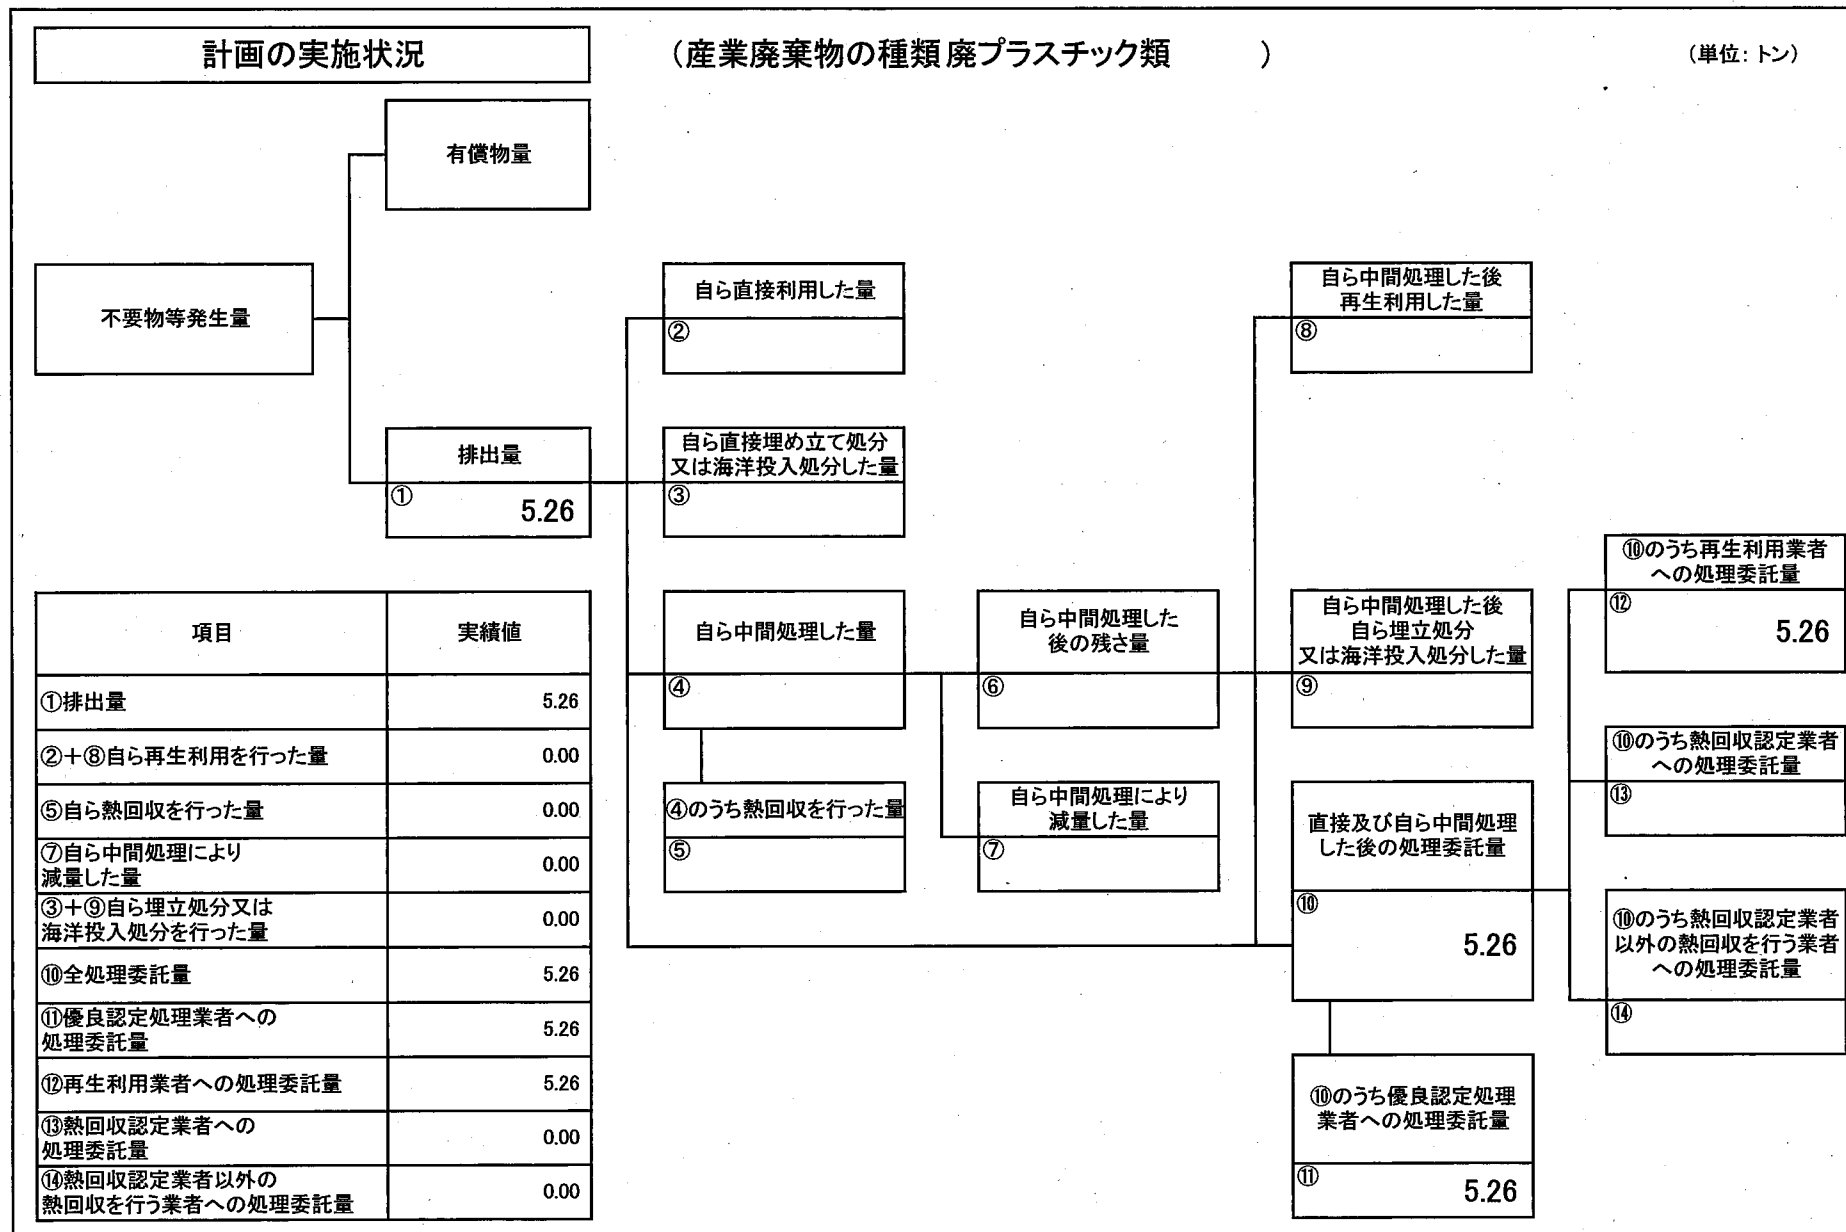 計画の実施状況
（産業廃棄物の種類 廃プラスチック類　　　）
（単位：トン）
有償物量
不要物等発生量
自ら直接利用した量
②
自ら中間処理した後
再生利用した量
⑧
排出量
① 5.26
自ら直接埋め立て処分
又は海洋投入処分した量
③
⑩のうち再生利用業者
への処理委託量
⑫ 5.26
自ら中間処理した量
④
自ら中間処理した
後の残さ量
⑥
自ら中間処理した後
自ら埋立処分
又は海洋投入処分した量
⑨
⑩のうち熱回収認定業者
への処理委託量
⑬
④のうち熱回収を行った量
⑤
自ら中間処理により
減量した量
⑦
直接及び自ら中間処理
した後の処理委託量
⑩ 5.26
⑩のうち熱回収認定業者
以外の熱回収を行う業者
への処理委託量
⑭
⑩のうち優良認定処理
業者への処理委託量
⑪ 5.26
項目 実績値
①排出量 5.26
②＋⑧自ら再生利用を行った量 0.00
⑤自ら熱回収を行った量 0.00
⑦自ら中間処理により
減量した量 0.00
③＋⑨自ら埋立処分又は
海洋投入処分を行った量 0.00
⑩全処理委託量 5.26
⑪優良認定処理業者への
処理委託量 5.26
⑫再生利用業者への処理委託量 5.26
⑬熱回収認定業者への
処理委託量 0.00
⑭熱回収認定業者以外の
熱回収を行う業者への処理委託量 0.00